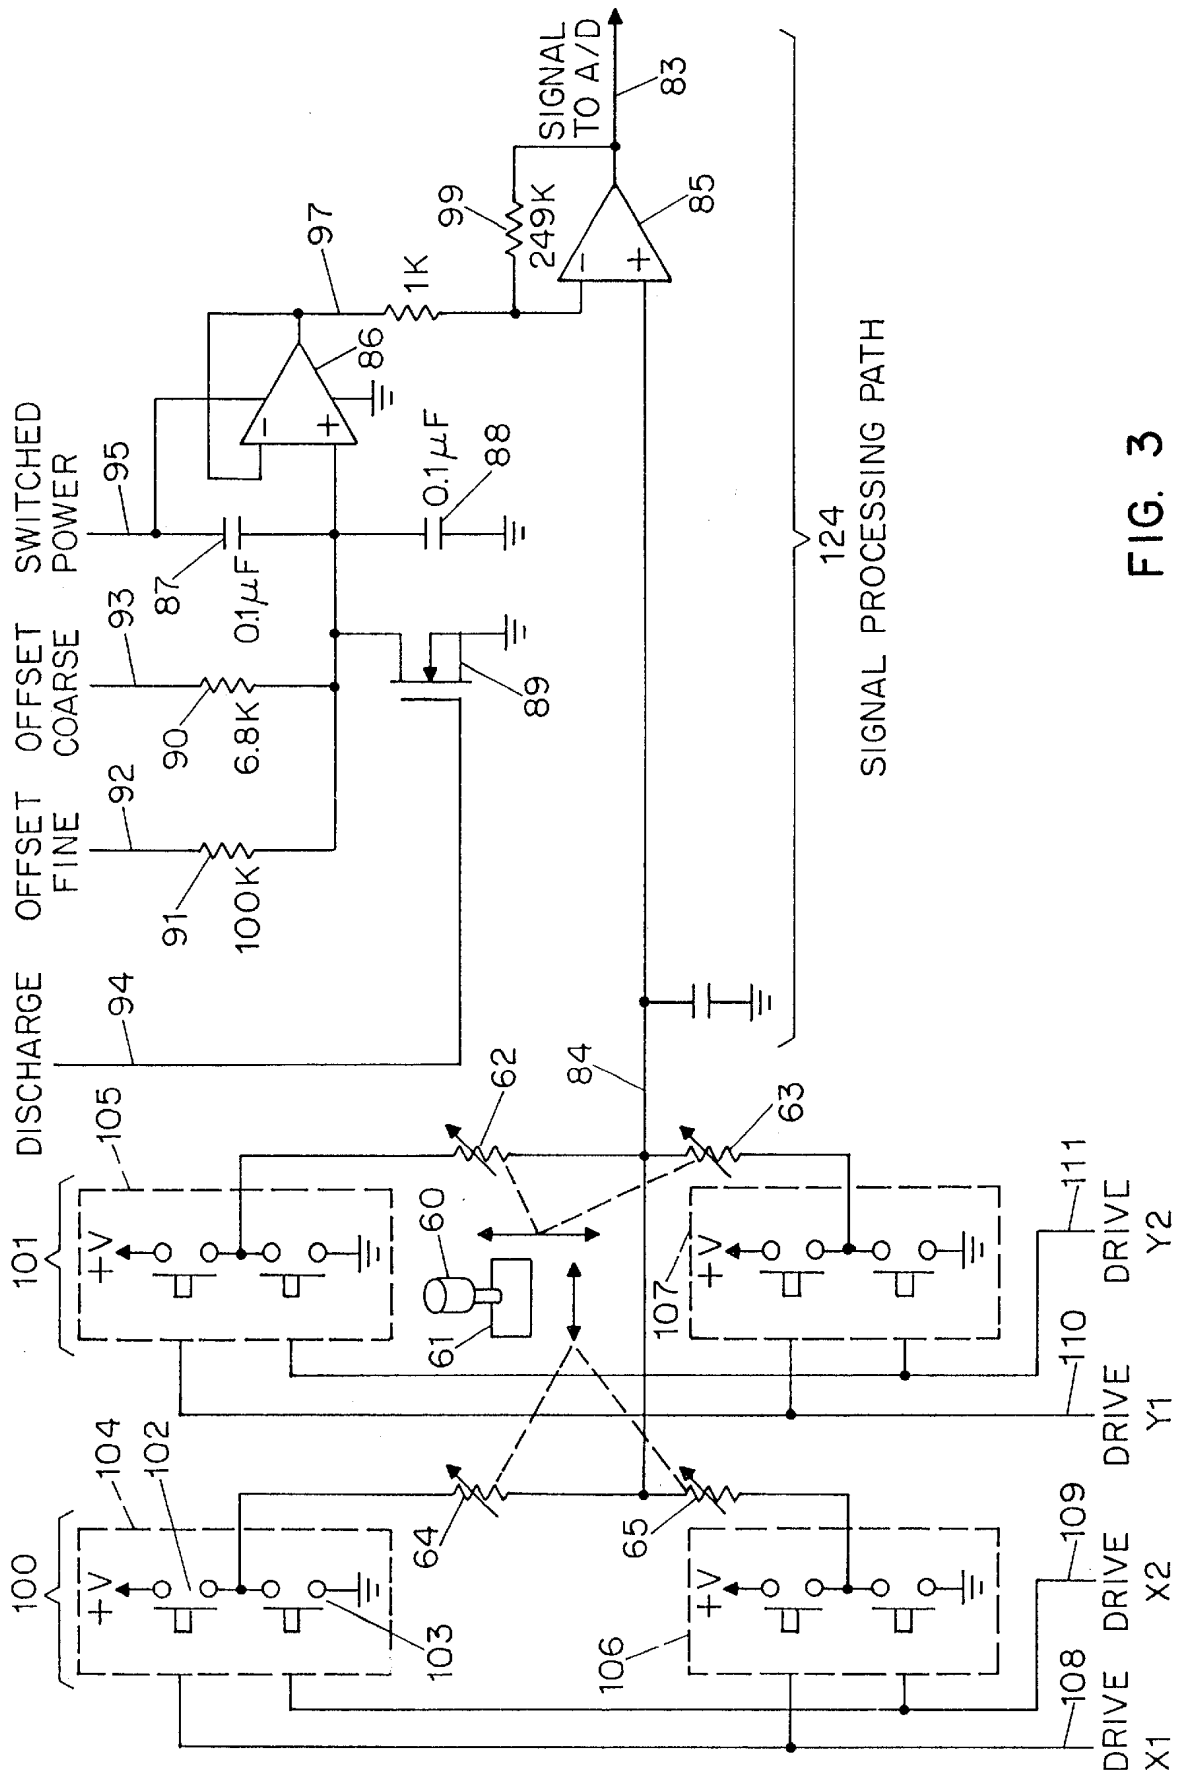 DISCHARGE
OFFSET
FINE
OFFSET
COARSE
SWITCHED
POWER
94
92
93
95
91
100K
90
6.8K
87
0.1µF
0.1µF
88
89
86
97
1K
99
249K
SIGNAL
TO A/D
83
85
-
+
-
+
84
124
SIGNAL PROCESSING PATH
100
104
102
+V
103
101
105
+V
64
65
60
61
62
63
106
+V
107
+V
108
109
110
111
DRIVE
X1
DRIVE
X2
DRIVE
Y1
DRIVE
Y2
FIG. 3